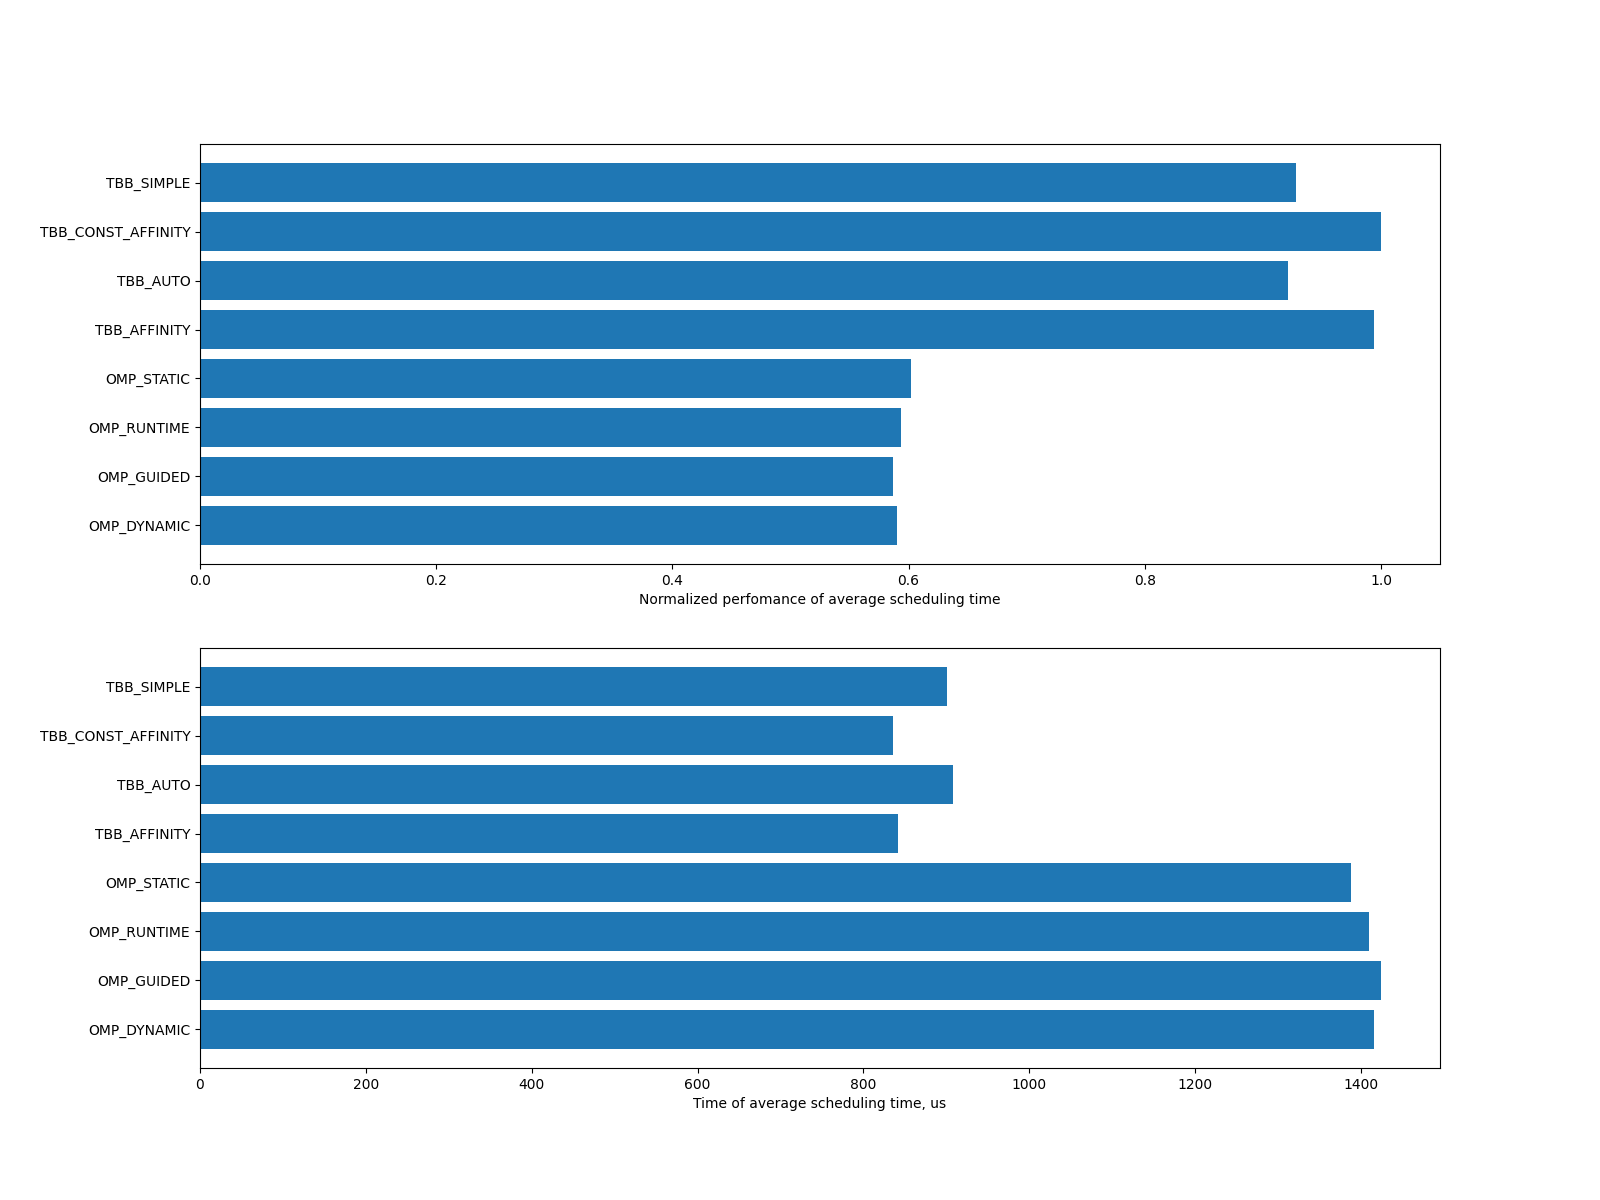 TBB_SIMPLE
TBB_CONST_AFFINITY
TBB_AUTO
TBB_AFFINITY
OMP_STATIC
OMP_RUNTIME
OMP_GUIDED
OMP_DYNAMIC
0.0 0.2 0.4 0.6 0.8 1.0
Normalized perfomance of average scheduling time
TBB_SIMPLE
TBB_CONST_AFFINITY
TBB_AUTO
TBB_AFFINITY
OMP_STATIC
OMP_RUNTIME
OMP_GUIDED
OMP_DYNAMIC
0 200 400 600 800 1000 1200 1400
Time of average scheduling time, us